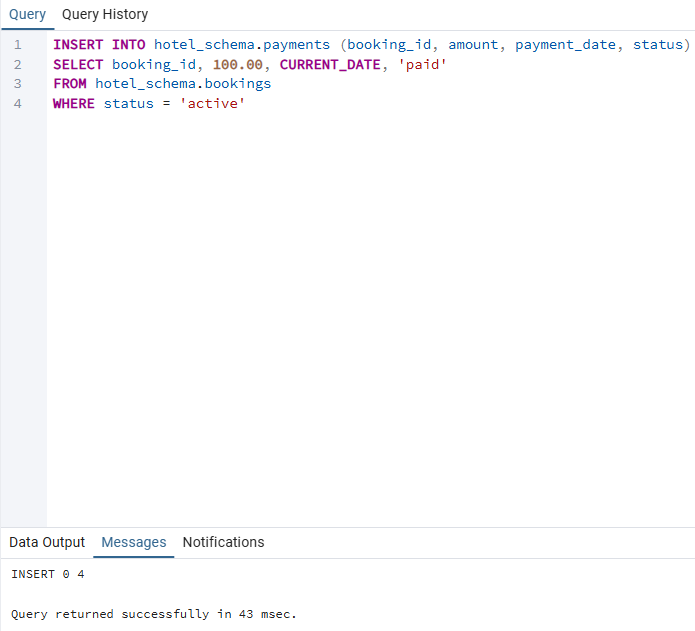 Query Query History
1 INSERT INTO hotel_schema.payments (booking_id, amount, payment_date, status)
2 SELECT booking_id, 100.00, CURRENT_DATE, 'paid'
3 FROM hotel_schema.bookings
4 WHERE status = 'active'
Data Output Messages Notifications
INSERT 0 4
Query returned successfully in 43 msec.